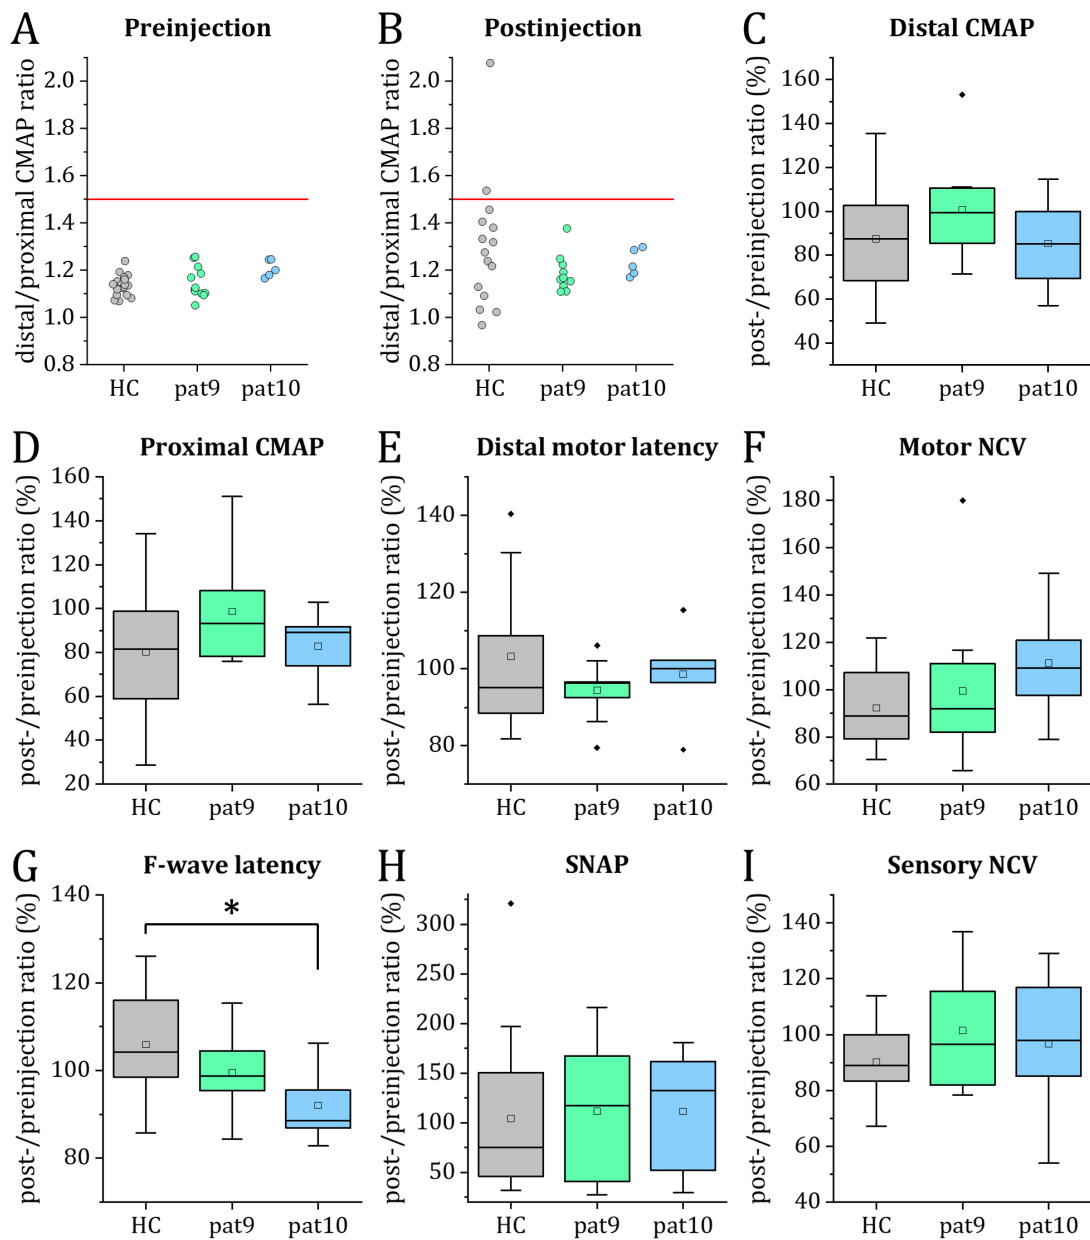 A Preinjection
distal/proximal CMAP ratio
2.0
1.8
1.6
1.4
1.2
1.0
0.8
HC pat9 pat10
B Postinjection
distal/proximal CMAP ratio
2.0
1.8
1.6
1.4
1.2
1.0
0.8
HC pat9 pat10
C Distal CMAP
post-/preinjection ratio (%)
160
140
120
100
80
60
40
HC pat9 pat10
D Proximal CMAP
post-/preinjection ratio (%)
160
140
120
100
80
60
40
20
HC pat9 pat10
E Distal motor latency
post-/preinjection ratio (%)
140
120
100
80
HC pat9 pat10
F Motor NCV
post-/preinjection ratio (%)
180
160
140
120
100
80
60
HC pat9 pat10
G F-wave latency
post-/preinjection ratio (%)
140
120
100
80
*
HC pat9 pat10
H SNAP
post-/preinjection ratio (%)
300
250
200
150
100
50
HC pat9 pat10
I Sensory NCV
post-/preinjection ratio (%)
140
120
100
80
60
40
HC pat9 pat10